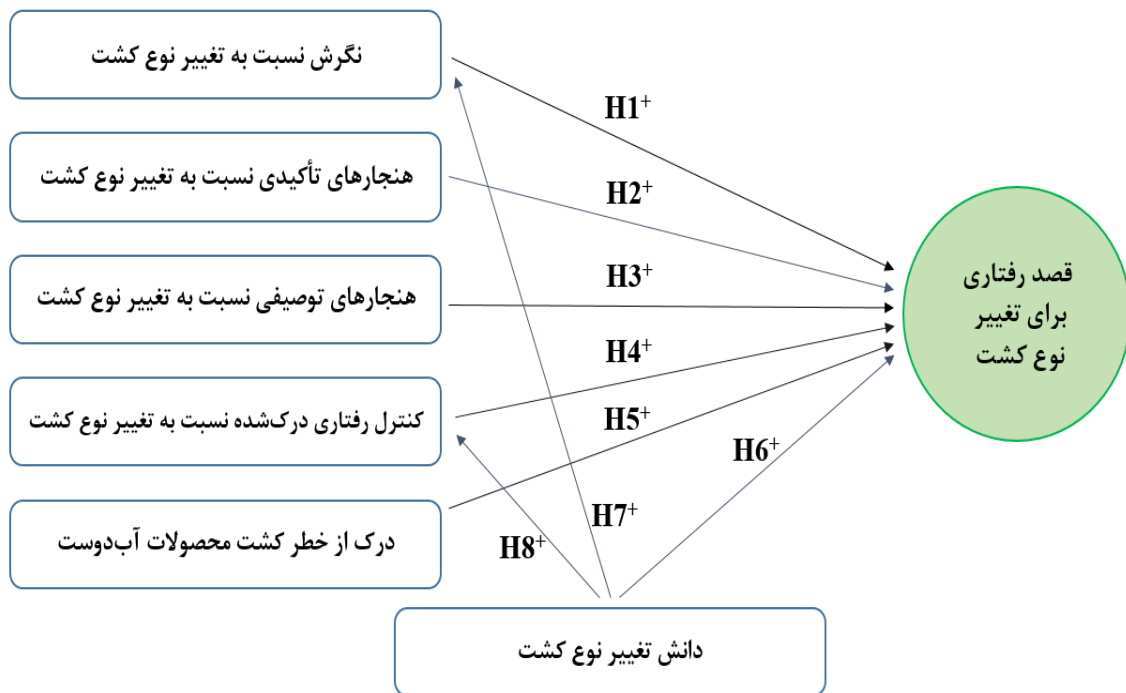 نگرش نسبت به تغییر نوع کشت
H1+
هنجارهای تأکیدی نسبت به تغییر نوع کشت
H2+
هنجارهای توصیفی نسبت به تغییر نوع کشت
H3+
قصد رفتاری
برای تغییر
نوع کشت
H4+
کنترل رفتاری درک‌شده نسبت به تغییر نوع کشت
H5+
H6+
درک از خطر کشت محصولات آب‌دوست
H7+
H8+
دانش تغییر نوع کشت